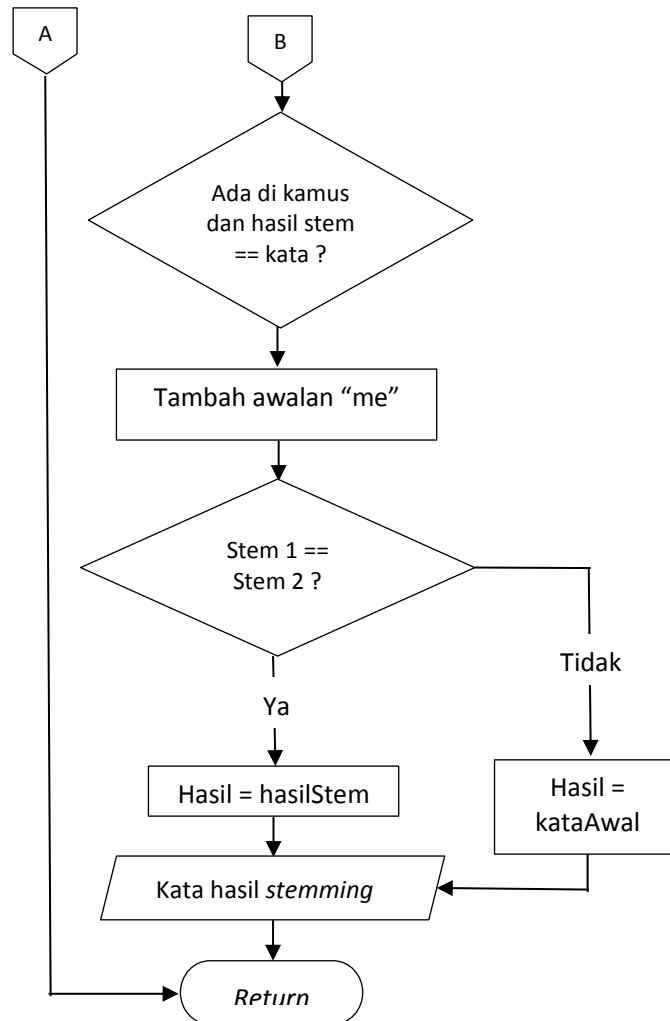 A
B
Ada di kamus
dan hasil stem
== kata ?
Tambah awalan “me”
Stem 1 ==
Stem 2 ?
Tidak
Ya
Hasil = hasilStem
Hasil =
kataAwal
Kata hasil stemming
Return